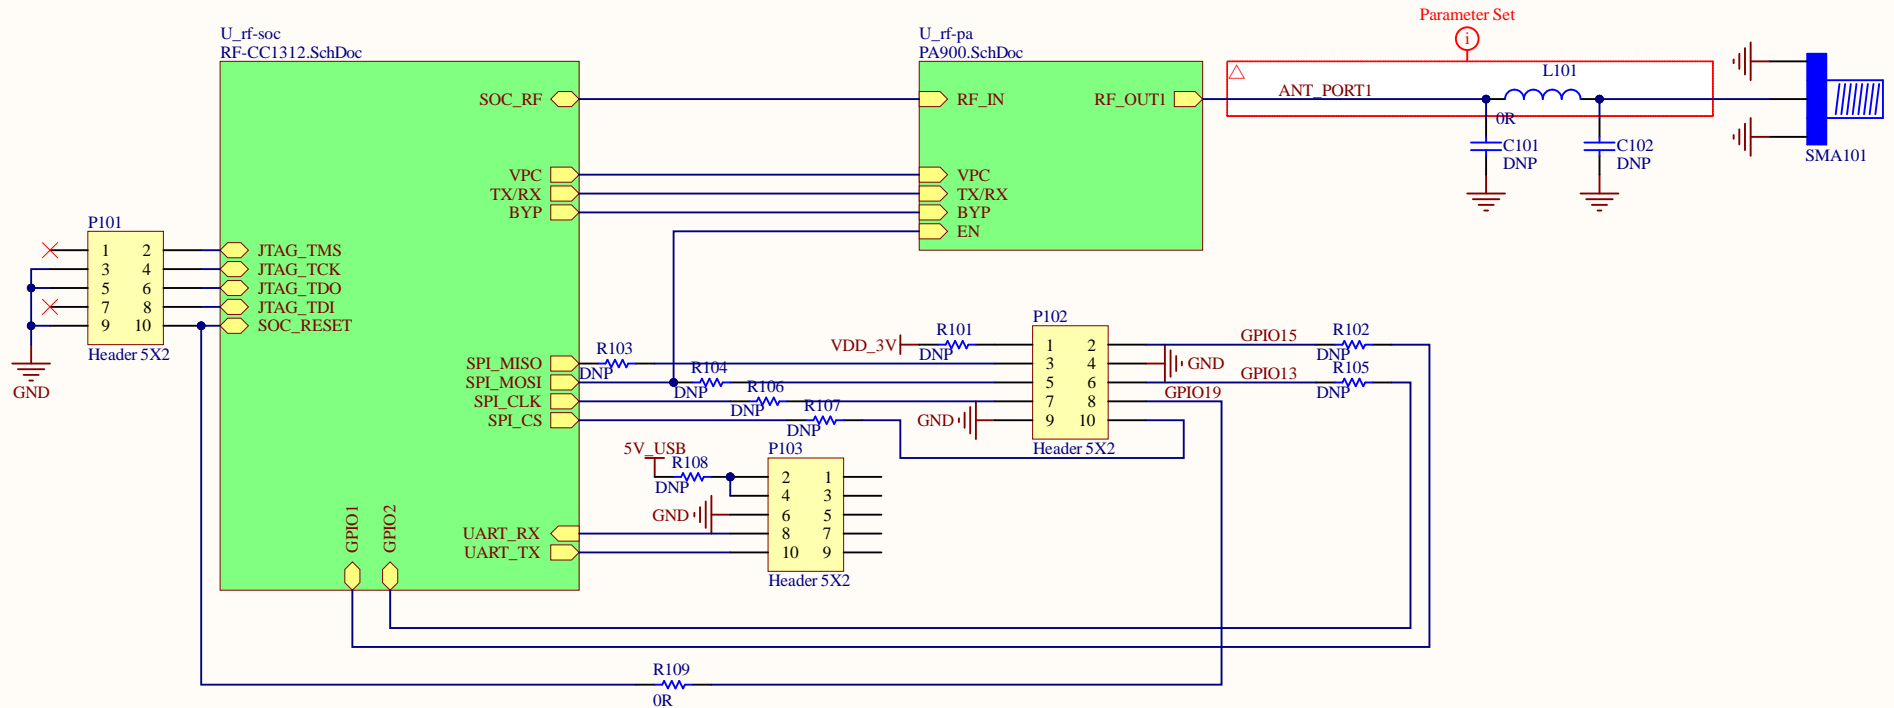 Parameter Set
i
U_rf-soc
RF-CC1312.SchDoc
U_rf-pa
PA900.SchDoc
L101
SOC_RF
RF_IN
RF_OUT1
ANT_PORT1
0R
C101
DNP
C102
DNP
SMA101
VPC
TX/RX
BYP
VPC
TX/RX
BYP
EN
P101
1 2
3 4
5 6
7 8
9 10
Header 5X2
GND
JTAG_TMS
JTAG_TCK
JTAG_TDO
JTAG_TDI
SOC_RESET
SPI_MISO
SPI_MOSI
SPI_CLK
SPI_CS
R103
DNP
R104
DNP
R106
DNP
R107
DNP
VDD_3V
R101
DNP
P102
1 2
3 4
5 6
7 8
9 10
Header 5X2
GND
GND
GPIO15
GPIO13
GPIO19
R102
DNP
R105
DNP
5V_USB
R108
DNP
GND
P103
2 1
4 3
6 5
8 7
10 9
Header 5X2
UART_RX
UART_TX
GPIO1
GPIO2
R109
0R